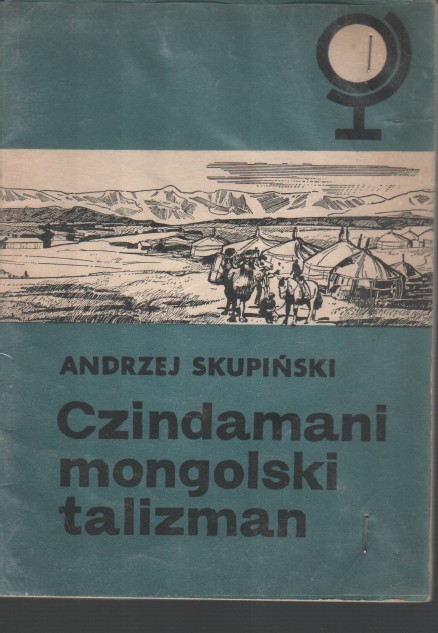 ANDRZEJ SKUPIŃSKI
Czindamani
mongolski
talizman